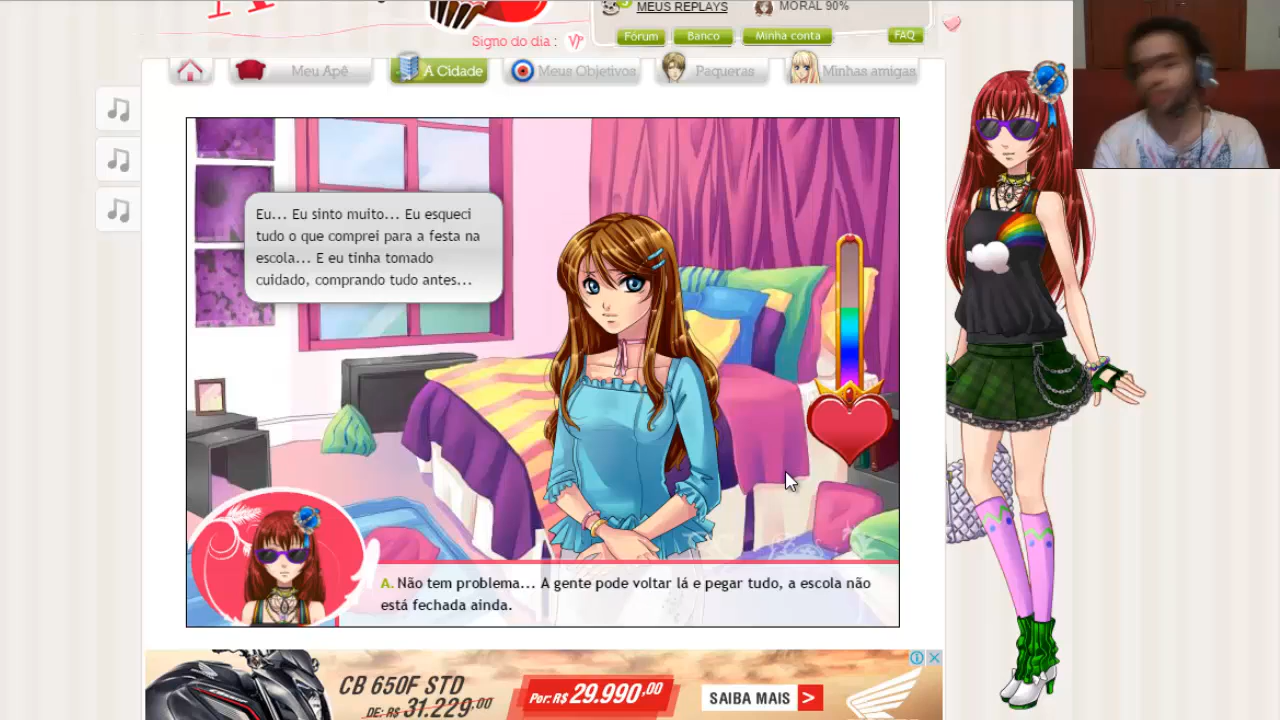 MEUS REPLAYS
MORAL 90%
Signo do dia :
Fórum
Banco
Minha conta
FAQ
Meu Apê
A Cidade
Meus Objetivos
Paqueras
Minhas amigas
Eu... Eu sinto muito... Eu esqueci
tudo o que comprei para a festa na
escola... E eu tinha tomado
cuidado, comprando tudo antes...
A. Não tem problema... A gente pode voltar lá e pegar tudo, a escola não
está fechada ainda.
CB 650F STD
DE: R$ 31.229,00
POR: R$ 29.990,00
SAIBA MAIS >